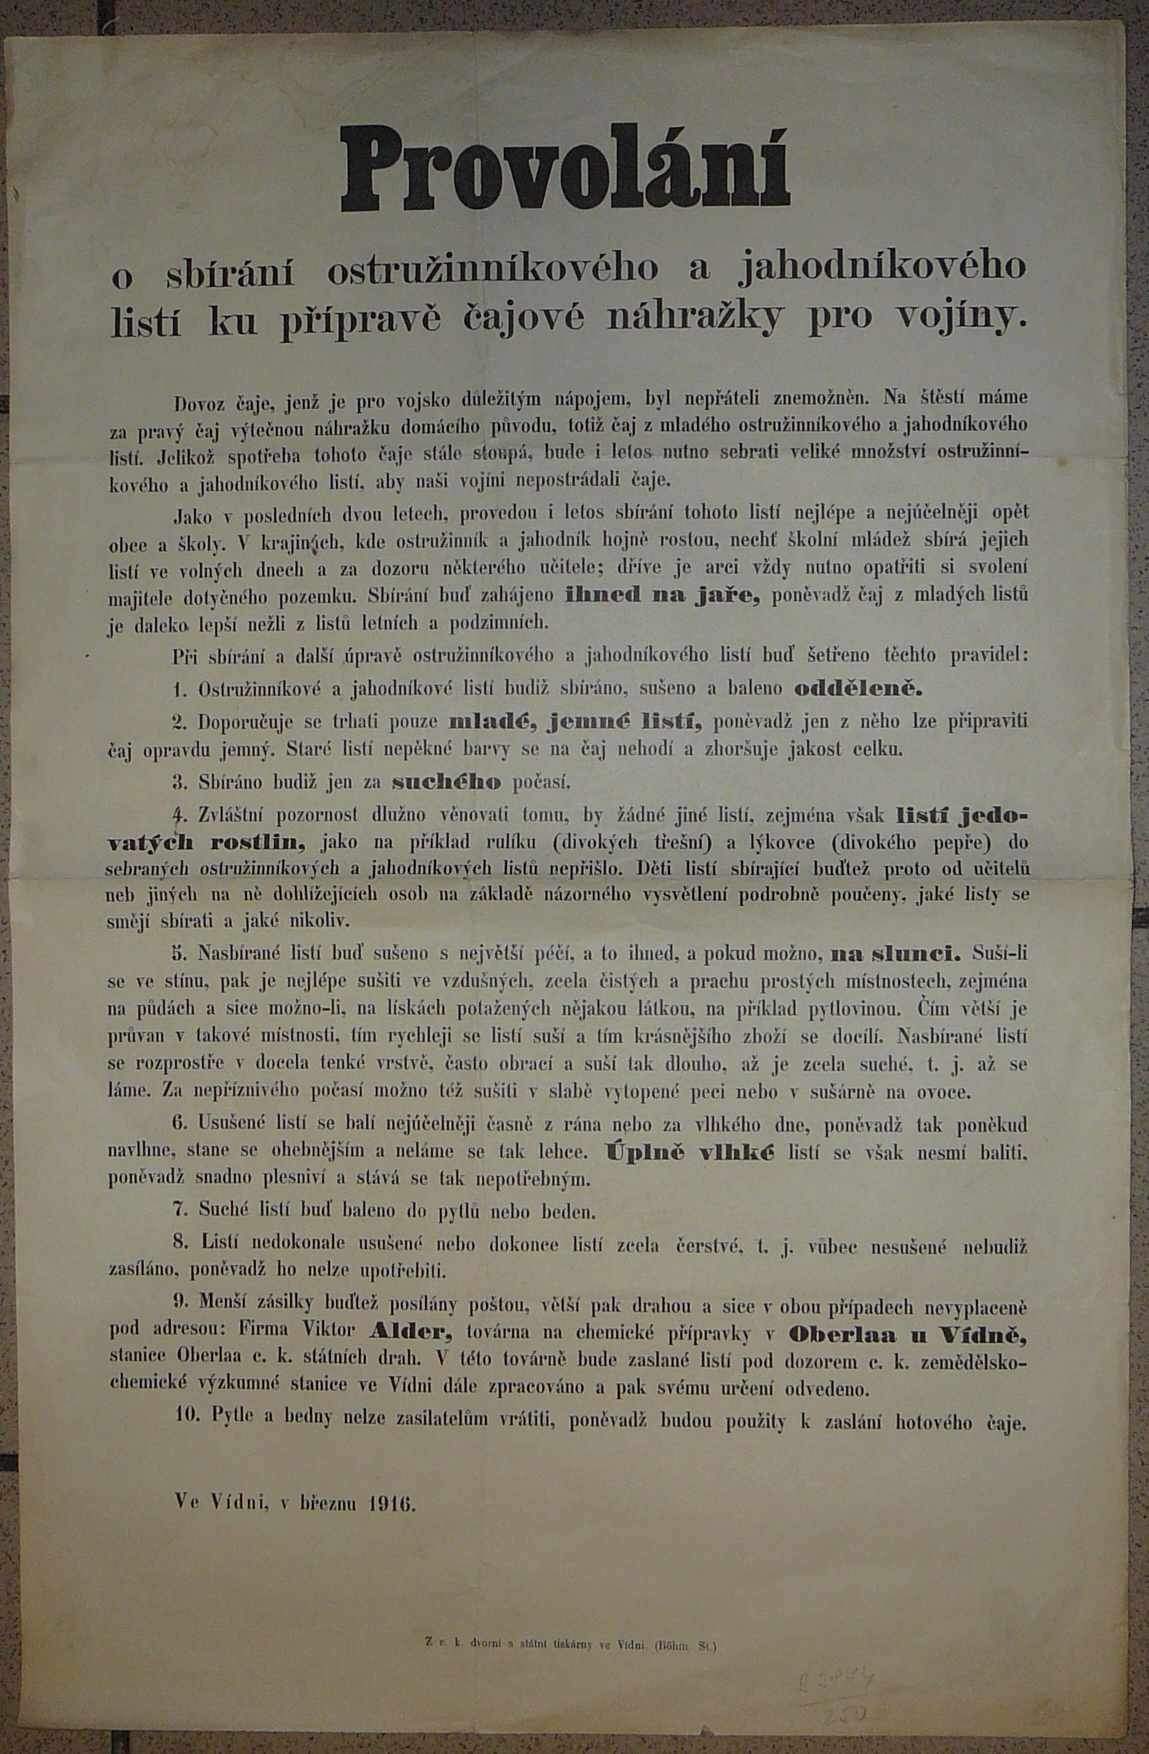 Provolání
o sbírání ostružinníkového a jahodníkového
listí ku přípravě čajové náhražky pro vojíny.
Dovoz čaje, jenž je pro vojsko důležitým nápojem, byl nepřáteli znemožněn. Na štěstí máme
za pravý čaj výtečnou náhražku domácího původu, totiž čaj z mladého ostružinníkového a jahodníkového
listí. Jelikož spotřeba tohoto čaje stále stoupá, bude i letos nutno sebrati veliké množství ostružinní-
kového a jahodníkového listí, aby naši vojíni nepostrádali čaje.
Jako v posledních dvou letech, provedou i letos sbírání tohoto listí nejlépe a nejúčelněji opět
obce a školy. V krajinách, kde ostružinník a jahodník hojně rostou, nechť školní mládež sbírá jejich
listí ve volných dnech a za dozoru některého učitele; dříve je arci vždy nutno opatřiti si svolení
majitele dotyčného pozemku. Sbírání buď zahájeno ihned na jaře, poněvadž čaj z mladých listů
je daleko lepší nežli z listů letních a podzimních.
Při sbírání a další úpravě ostružinníkového a jahodníkového listí buď šetřeno těchto pravidel:
1. Ostružinníkové a jahodníkové listí budiž sbíráno, sušeno a baleno odděleně.
2. Doporučuje se trhati pouze mladé, jemné listí, poněvadž jen z něho lze připraviti
čaj opravdu jemný. Staré listí nepěkné barvy se na čaj nehodí a zhoršuje jakost celku.
3. Sbíráno budiž jen za suchého počasí.
4. Zvláštní pozornost dlužno věnovati tomu, by žádné jiné listí, zejména však listí jedo-
vatých rostlin, jako na příklad rulíku (divokých třešní) a lýkovce (divokého pepře) do
sebraných ostružinníkových a jahodníkových listů nepřišlo. Děti listí sbírající buďtež proto od učitelů
neb jiných na ně dohlížejících osob na základě názorného vysvětlení podrobně poučeny, jaké listy se
smějí sbírati a jaké nikoliv.
5. Nasbírané listí buď sušeno s největší péčí, a to ihned, a pokud možno, na slunci. Suší-li
se ve stínu, pak je nejlépe sušiti ve vzdušných, zcela čistých a prachu prostých místnostech, zejména
na půdách a sice možno-li, na lískách potažených nějakou látkou, na příklad pytlovinou. Čím větší je
průvan v takové místnosti, tím rychleji se listí suší a tím krásnějšího zboží se docílí. Nasbírané listí
se rozprostře v docela tenké vrstvě, často obrací a suší tak dlouho, až je zcela suché, t. j. až se
láme. Za nepříznivého počasí možno též sušiti v slabě vytopené peci nebo v sušárně na ovoce.
6. Usušené listí se balí nejúčelněji časně z rána nebo za vlhkého dne, poněvadž tak poněkud
navlhne, stane se ohebnějším a neláme se tak lehce. Úplně vlhké listí se však nesmí baliti,
poněvadž snadno plesniví a stává se tak nepotřebným.
7. Suché listí buď baleno do pytlů nebo beden.
8. Listí nedokonale usušené nebo dokonce listí zcela čerstvé, t. j. vůbec nesušené nebudiž
zasíláno, poněvadž ho nelze upotřebiti.
9. Menší zásilky buďtež posílány poštou, větší pak drahou a sice v obou případech nevyplaceně
pod adresou: Firma Viktor Alder, továrna na chemické přípravky v Oberlaa u Vídně,
stanice Oberlaa c. k. státních drah. V této továrně bude zaslané listí pod dozorem c. k. zemědělsko-
chemické výzkumné stanice ve Vídni dále zpracováno a pak svému určení odvedeno.
10. Pytle a bedny nelze zasilatelům vrátiti, poněvadž budou použity k zaslání hotového čaje.
Ve Vídni, v březnu 1916.
Z c. k. dvorní a státní tiskárny ve Vídni. (Böhm. St.)
250